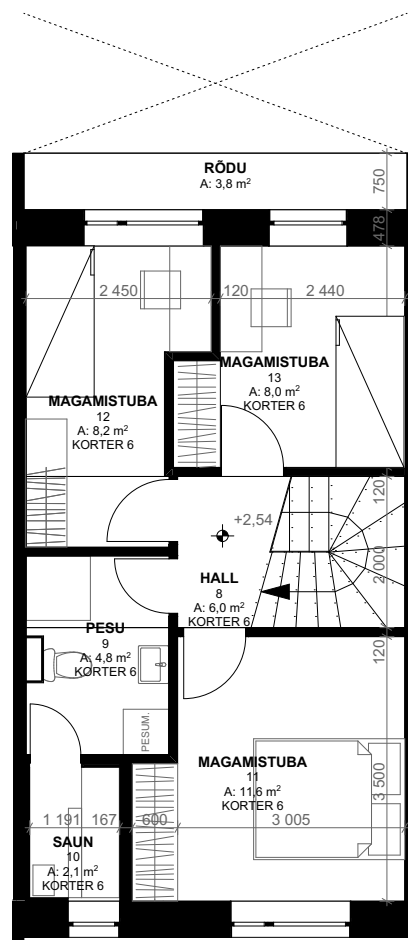 RÕDU
A: 3,8 m²
750
478
2 450
120
2 440
MAGAMISTUBA
13
A: 8,0 m²
KORTER 6
MAGAMISTUBA
12
A: 8,2 m²
KORTER 6
120
+2,54
2 000
HALL
8
A: 6,0 m²
KORTER 6
PESU
9
A: 4,8 m²
KORTER 6
120
PESUM.
MAGAMISTUBA
11
A: 11,6 m²
KORTER 6
3 500
1 191
167
600
3 005
SAUN
10
A: 2,1 m²
KORTER 6